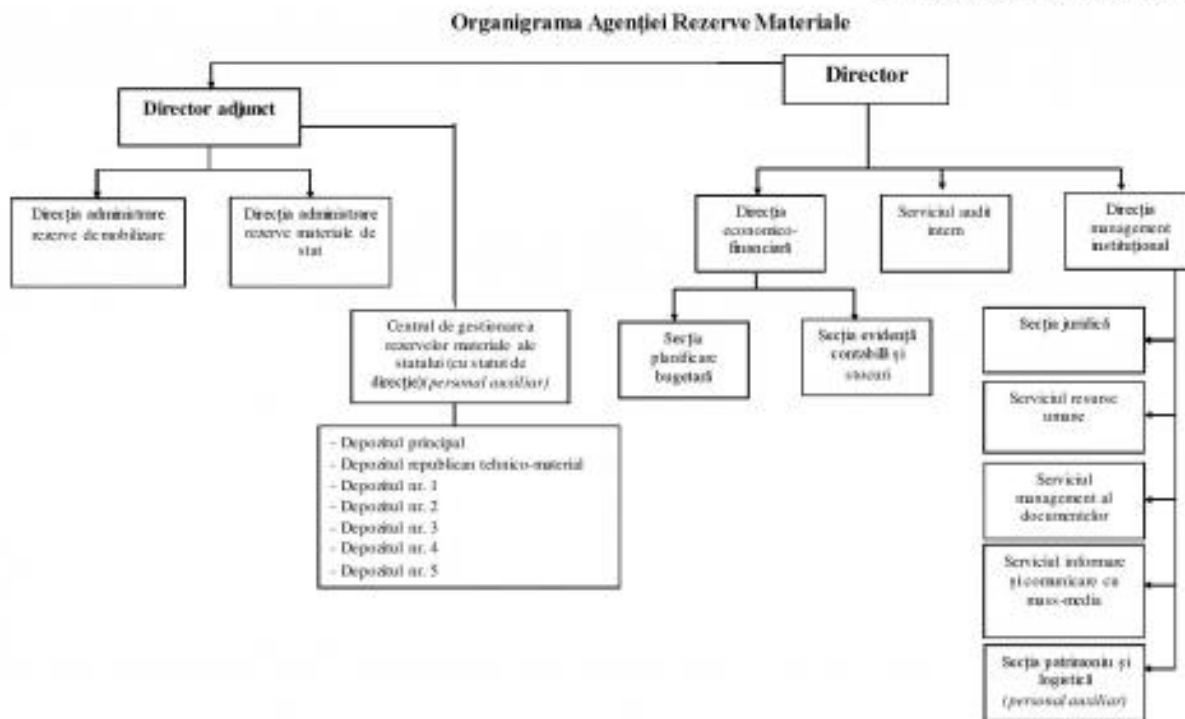 Organigrama Agenției Rezerve Materiale
Director
Director adjunct
Direcția administrare
rezerve de mobilizare
Direcția administrare
rezerve materiale de
stat
Direcția
economico-
financiară
Serviciul audit
intern
Direcția
management
instituțional
Centrul de gestionare a
rezervelor materiale ale
statului (cu statut de
direcție)(personal auxiliar)
Secția
planificare
bugetară
Secția evidență
contabilă și
stocuri
- Depozitul principal
- Depozitul republican tehnico-material
- Depozitul nr. 1
- Depozitul nr. 2
- Depozitul nr. 3
- Depozitul nr. 4
- Depozitul nr. 5
Secția juridică
Serviciul resurse
umane
Serviciul
management al
documentelor
Serviciul informare
și comunicare cu
mass-media
Secția patrimoniu și
logistică
(personal auxiliar)